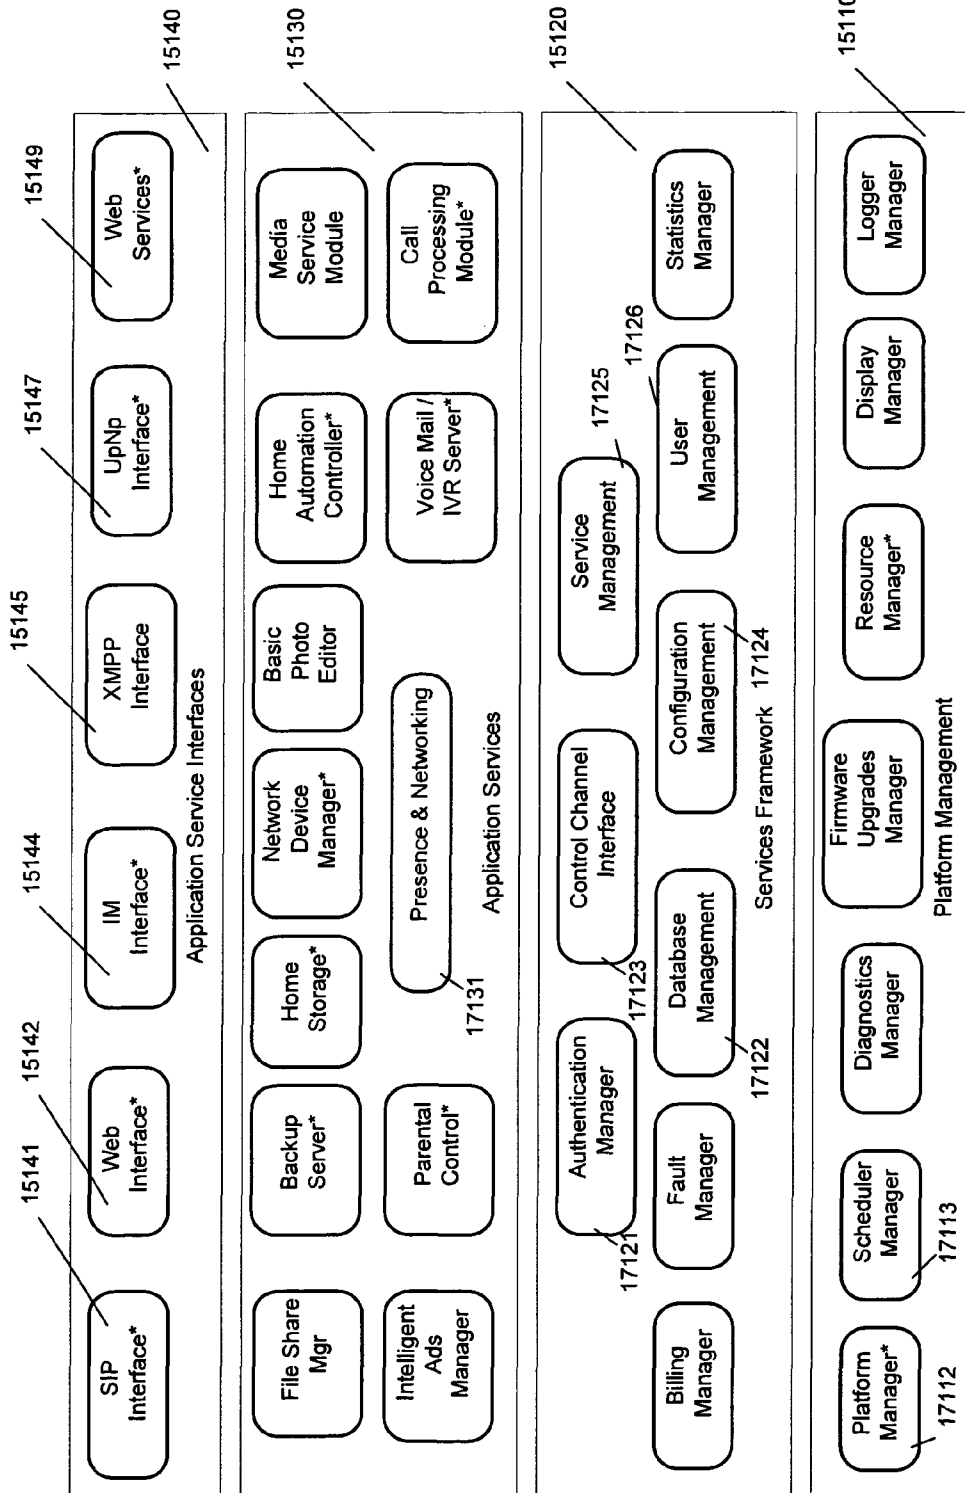 15140
15141
15142
15144
15145
15147
15149
SIP
Interface*
Web
Interface*
IM
Interface*
XMPP
Interface
UpNp
Interface*
Web
Services*
Application Service Interfaces
15130
File Share
Mgr
Backup
Server*
Home
Storage*
Network
Device
Manager*
Basic
Photo
Editor
Home
Automation
Controller*
Media
Service
Module
Intelligent
Ads
Manager
Parental
Control*
Presence & Networking
17131
Voice Mail /
IVR Server*
Call
Processing
Module*
Application Services
15120
Authentication
Manager
17121
Control Channel
Interface
17123
Service
Management
17125
Billing
Manager
Fault
Manager
Database
Management
17122
Configuration
Management
17124
User
Management
17126
Statistics
Manager
Services Framework
15110
Platform
Manager*
17112
Scheduler
Manager
17113
Diagnostics
Manager
Firmware
Upgrades
Manager
Resource
Manager*
Display
Manager
Logger
Manager
Platform Management